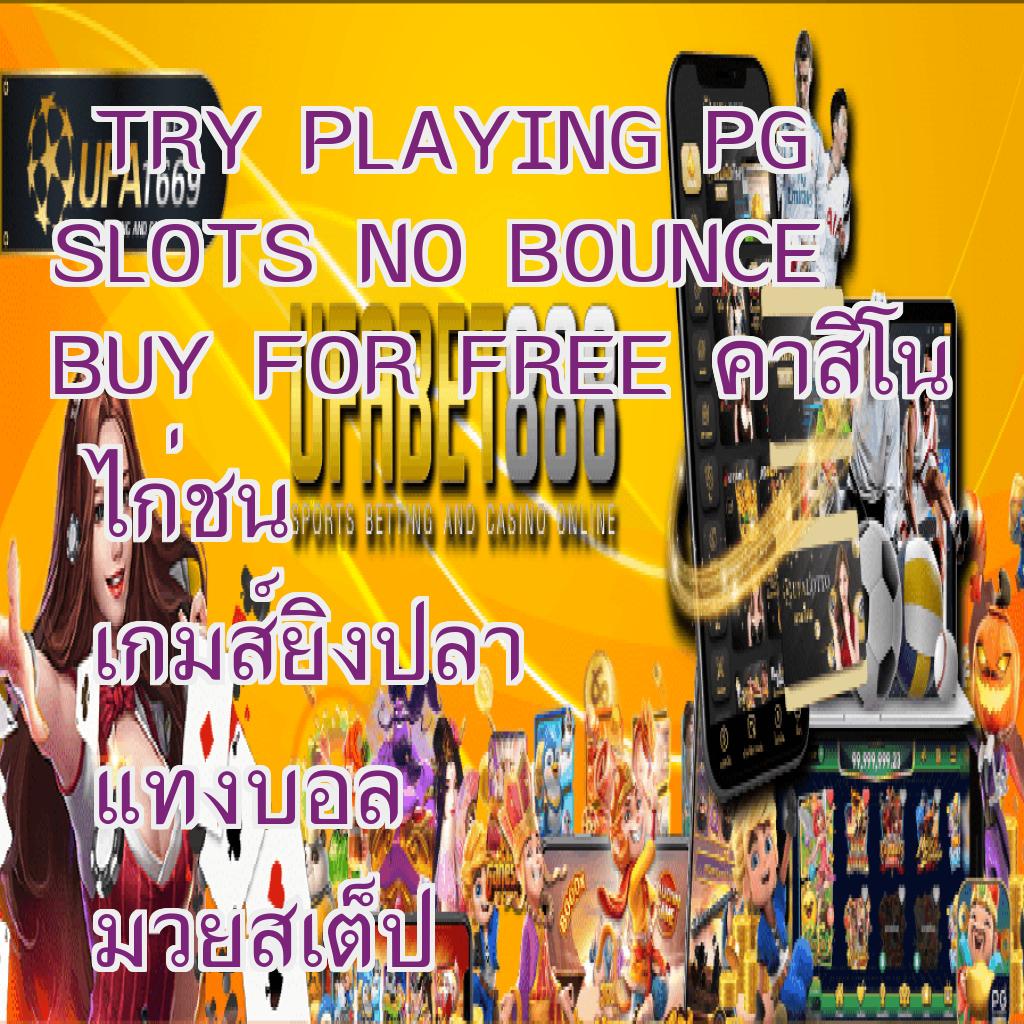 TRY PLAYING PG
SLOTS NO BOUNCE
BUY FOR FREE คาสิโน
ไก่ชน
เกมส์ยิงปลา
แทงบอล
มวยสเต็ป
UFA1669
UFABET888
SPORTS BETTING AND CASINO ONLINE
99,999,999.23
PG